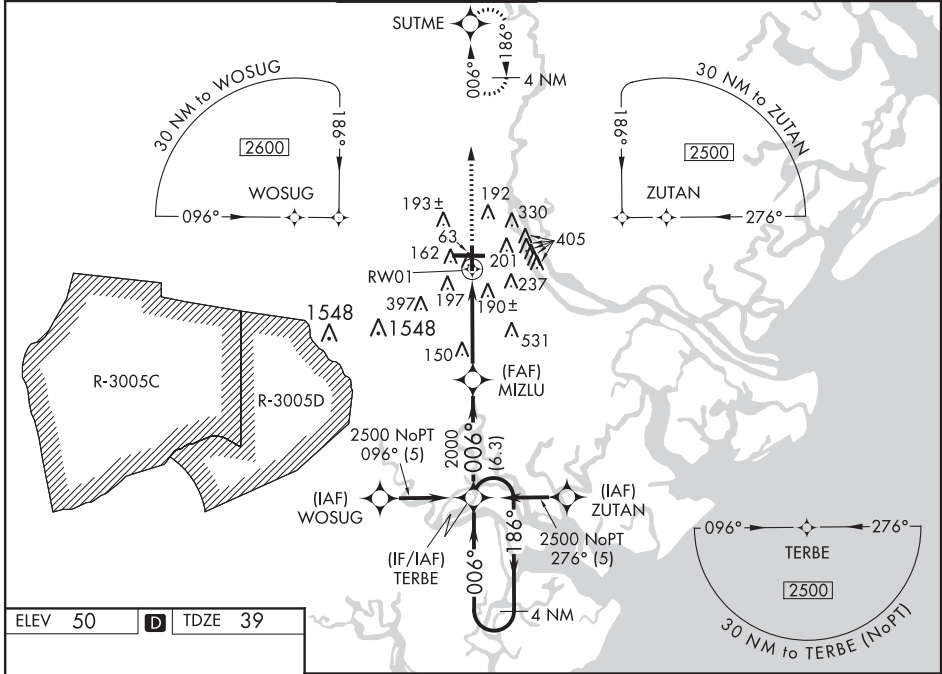 SUTME
186°
006°
4 NM
30 NM to WOSUG
186°
2600
WOSUG
096°
30 NM to ZUTAN
186°
2500
ZUTAN
276°
193±
192
330
63
405
162
201
RW01
237
197
190±
397
1548
1548
531
150
R-3005C
R-3005D
(FAF)
MIZLU
2000
006°
(6.3)
2500 NoPT
096° (5)
(IAF)
WOSUG
(IAF)
ZUTAN
2500 NoPT
276° (5)
(IF/IAF)
TERBE
006°
186°
4 NM
096°
276°
TERBE
2500
30 NM to TERBE (NoPT)
ELEV 50 D TDZE 39